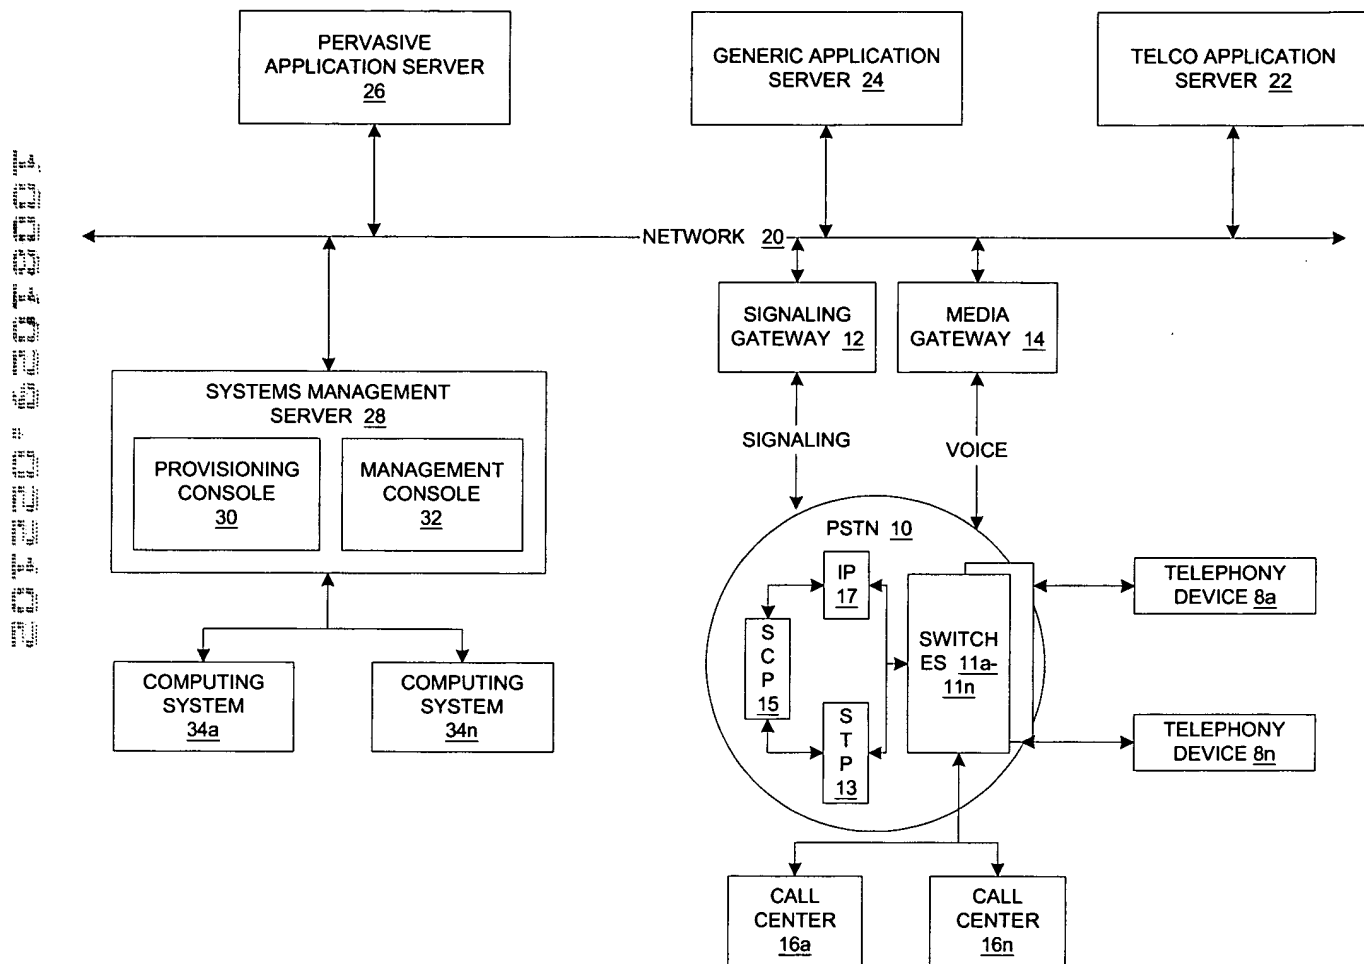 PERVASIVE
APPLICATION SERVER
26
GENERIC APPLICATION
SERVER 24
TELCO APPLICATION
SERVER 22
NETWORK 20
SIGNALING
GATEWAY 12
MEDIA
GATEWAY 14
SYSTEMS MANAGEMENT
SERVER 28
PROVISIONING
CONSOLE
30
MANAGEMENT
CONSOLE
32
SIGNALING
VOICE
PSTN 10
IP
17
S
C
P
15
S
T
P
13
SWITCH
ES 11a-
11n
TELEPHONY
DEVICE 8a
TELEPHONY
DEVICE 8n
COMPUTING
SYSTEM
34a
COMPUTING
SYSTEM
34n
CALL
CENTER
16a
CALL
CENTER
16n
10081029.022102